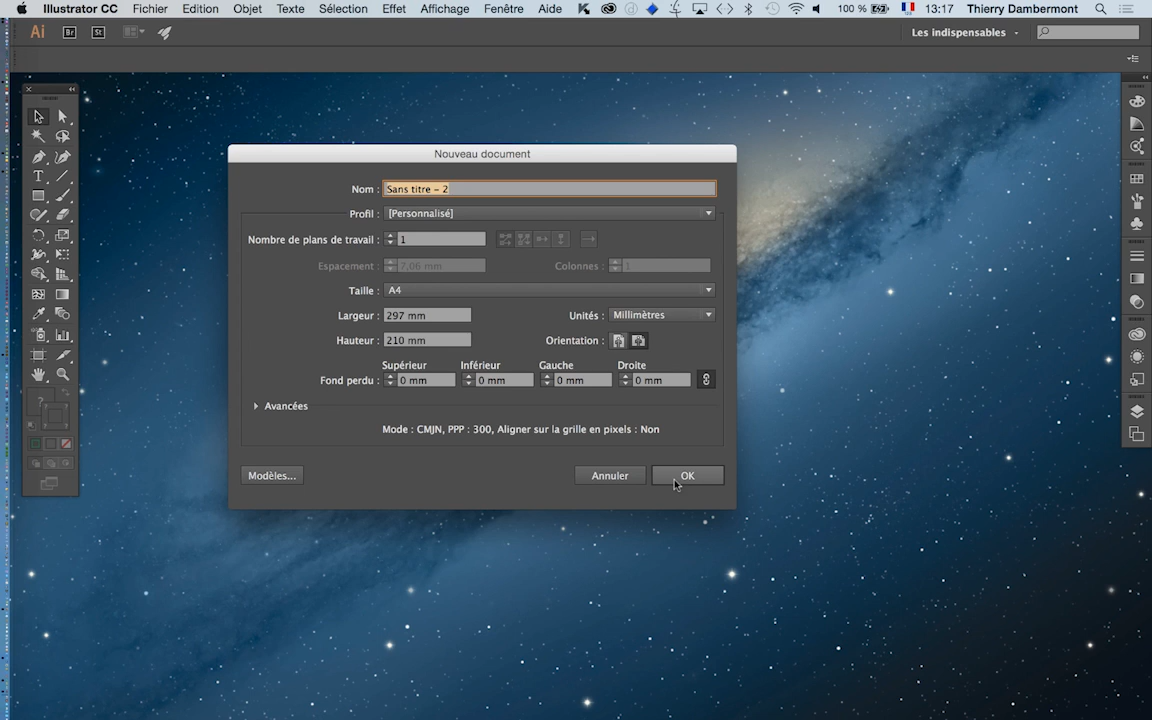 Illustrator CC Fichier Edition Objet Texte Sélection Effet Affichage Fenêtre Aide 100 % 13:17 Thierry Dambermont
Ai Br St Les indispensables
Nouveau document
Nom : Sans titre – 2
Profil : [Personnalisé]
Nombre de plans de travail : 1
Espacement : 7,06 mm Colonnes : 1
Taille : A4
Largeur : 297 mm Unités : Millimètres
Hauteur : 210 mm Orientation :
Supérieur Inférieur Gauche Droite
Fond perdu : 0 mm 0 mm 0 mm 0 mm
Avancées
Mode : CMJN, PPP : 300, Aligner sur la grille en pixels : Non
Modèles... Annuler OK